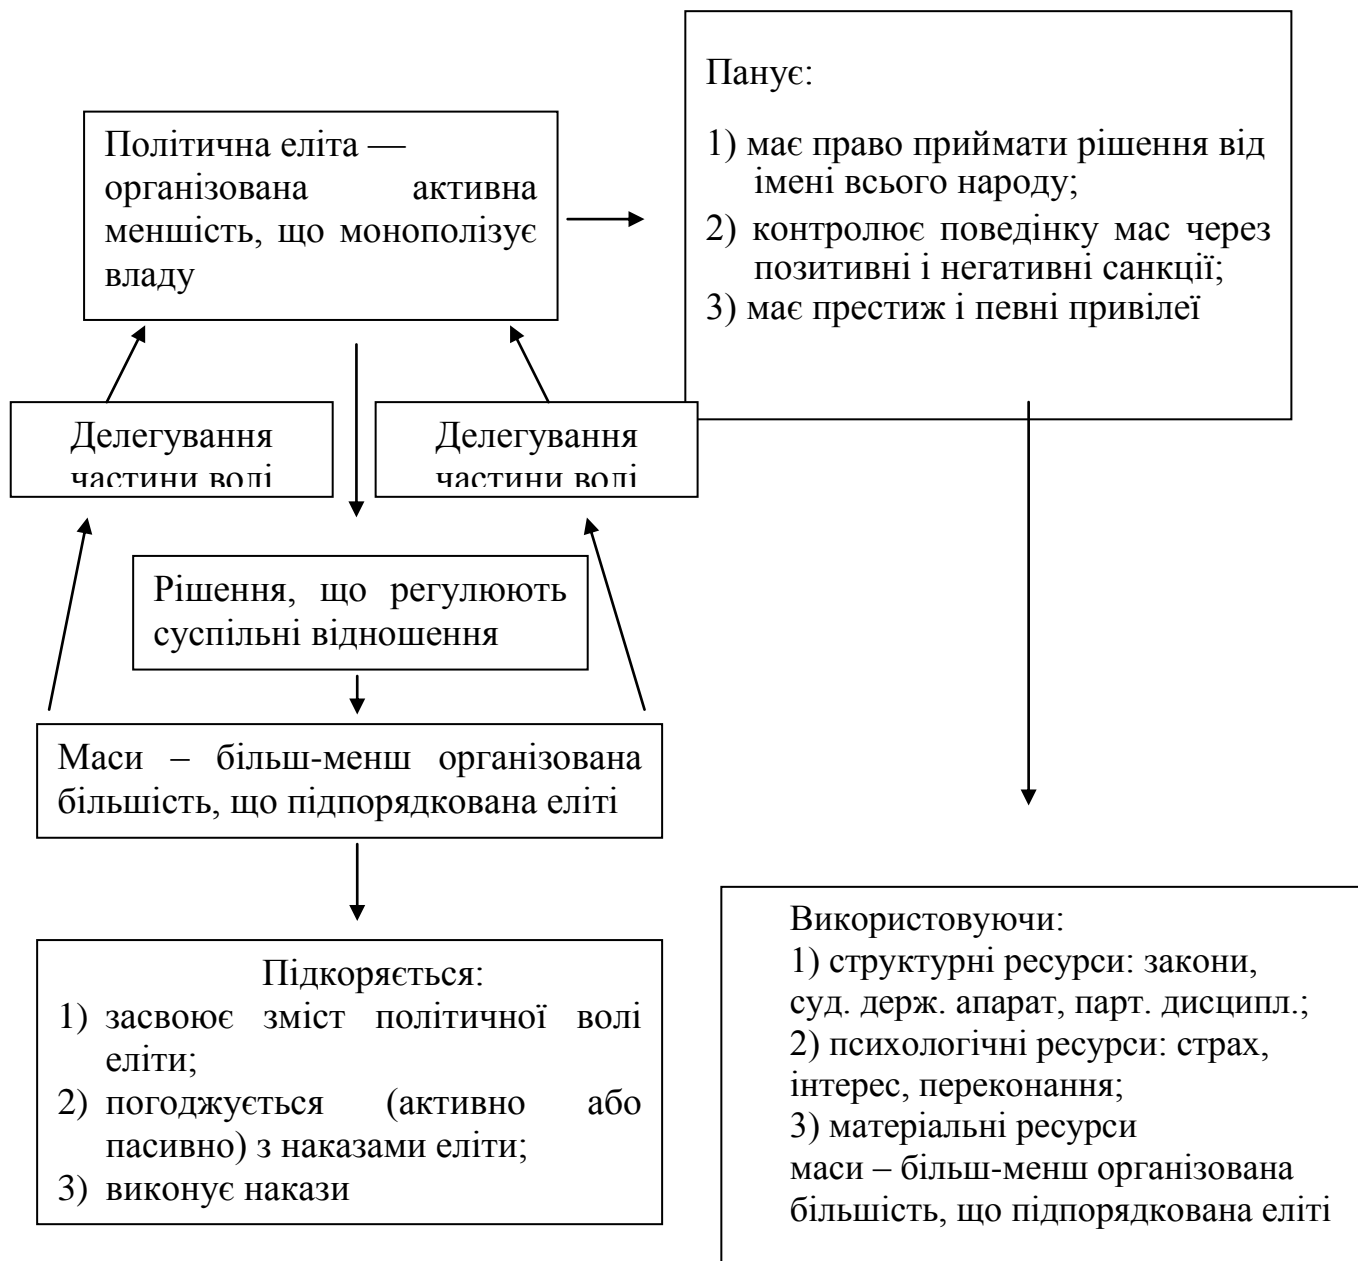 Політична еліта —
організована активна
меншість, що монополізує
владу
Панує:
1) має право приймати рішення від
імені всього народу;
2) контролює поведінку мас через
позитивні і негативні санкції;
3) має престиж і певні привілеї
Делегування
частини волі
Делегування
частини волі
Рішення, що регулюють
суспільні відношення
Маси – більш-менш організована
більшість, що підпорядкована еліті
Підкоряється:
1) засвоює зміст політичної волі
еліти;
2) погоджується (активно або
пасивно) з наказами еліти;
3) виконує накази
Використовуючи:
1) структурні ресурси: закони,
суд. держ. апарат, парт. дисципл.;
2) психологічні ресурси: страх,
інтерес, переконання;
3) матеріальні ресурси
маси – більш-менш організована
більшість, що підпорядкована еліті